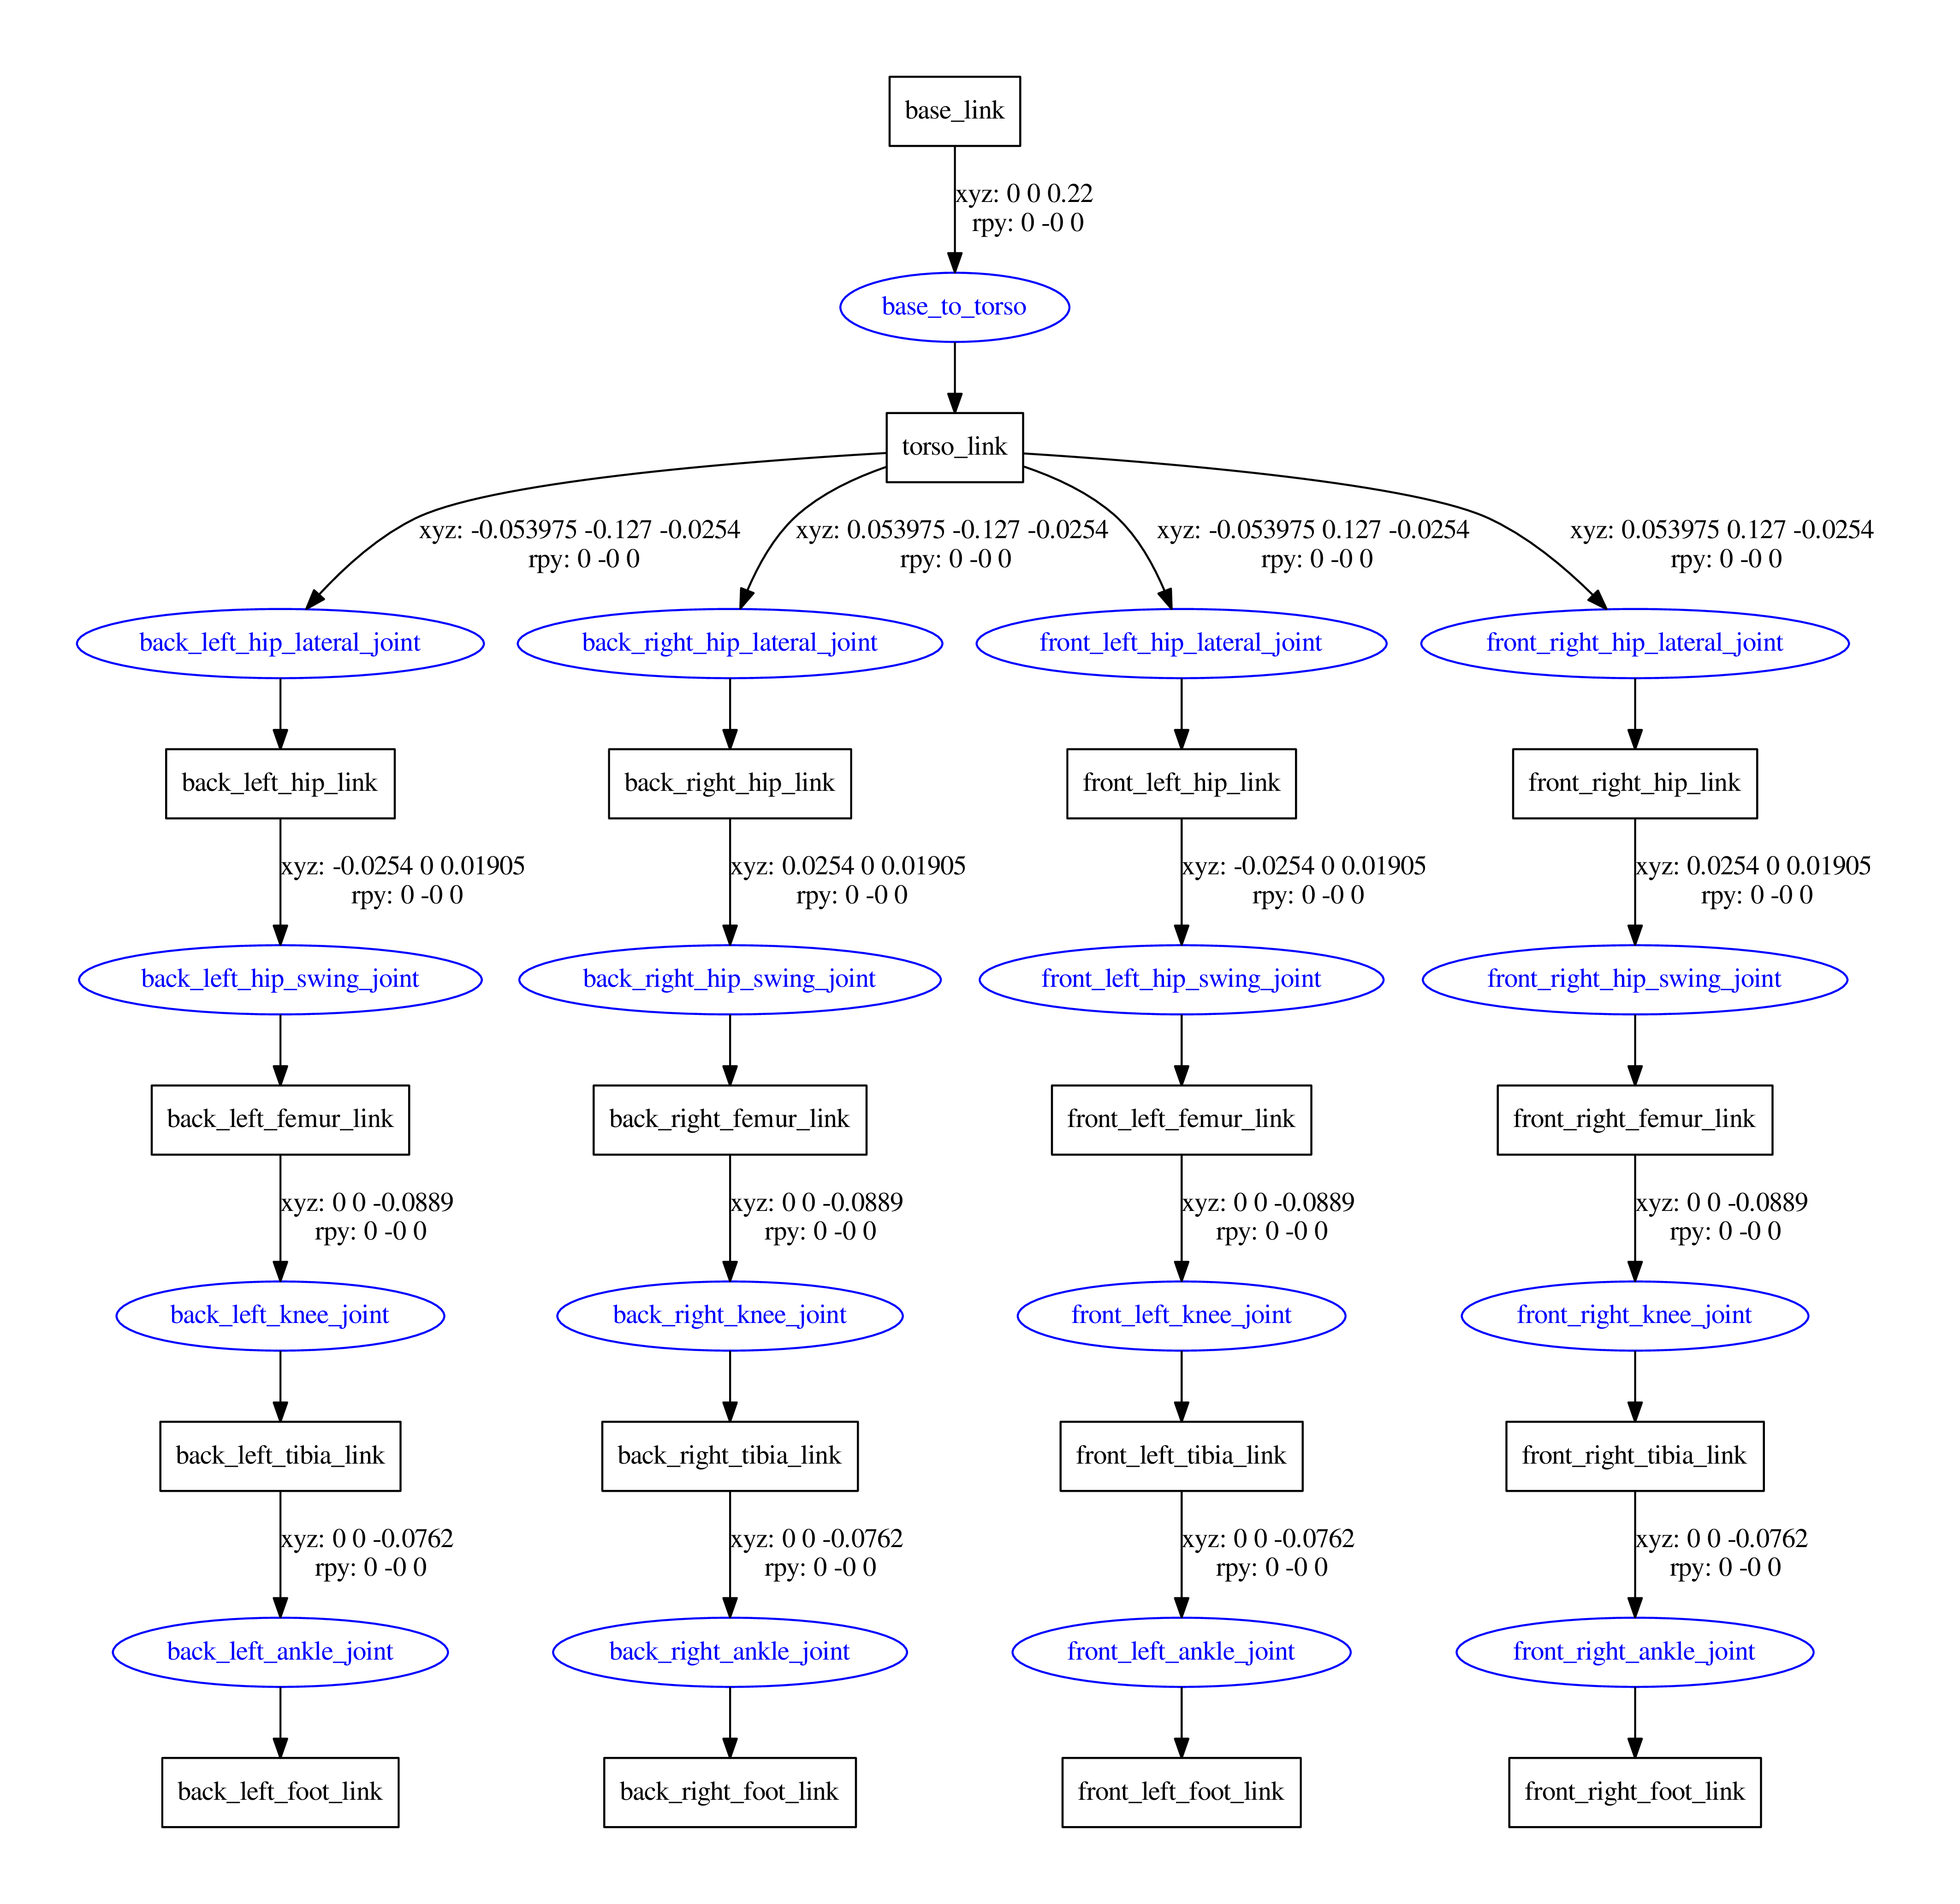 base_link
xyz: 0 0 0.22
rpy: 0 -0 0
base_to_torso
torso_link
xyz: -0.053975 -0.127 -0.0254
rpy: 0 -0 0
xyz: 0.053975 -0.127 -0.0254
rpy: 0 -0 0
xyz: -0.053975 0.127 -0.0254
rpy: 0 -0 0
xyz: 0.053975 0.127 -0.0254
rpy: 0 -0 0
back_left_hip_lateral_joint
back_right_hip_lateral_joint
front_left_hip_lateral_joint
front_right_hip_lateral_joint
back_left_hip_link
back_right_hip_link
front_left_hip_link
front_right_hip_link
xyz: -0.0254 0 0.01905
rpy: 0 -0 0
xyz: 0.0254 0 0.01905
rpy: 0 -0 0
xyz: -0.0254 0 0.01905
rpy: 0 -0 0
xyz: 0.0254 0 0.01905
rpy: 0 -0 0
back_left_hip_swing_joint
back_right_hip_swing_joint
front_left_hip_swing_joint
front_right_hip_swing_joint
back_left_femur_link
back_right_femur_link
front_left_femur_link
front_right_femur_link
xyz: 0 0 -0.0889
rpy: 0 -0 0
xyz: 0 0 -0.0889
rpy: 0 -0 0
xyz: 0 0 -0.0889
rpy: 0 -0 0
xyz: 0 0 -0.0889
rpy: 0 -0 0
back_left_knee_joint
back_right_knee_joint
front_left_knee_joint
front_right_knee_joint
back_left_tibia_link
back_right_tibia_link
front_left_tibia_link
front_right_tibia_link
xyz: 0 0 -0.0762
rpy: 0 -0 0
xyz: 0 0 -0.0762
rpy: 0 -0 0
xyz: 0 0 -0.0762
rpy: 0 -0 0
xyz: 0 0 -0.0762
rpy: 0 -0 0
back_left_ankle_joint
back_right_ankle_joint
front_left_ankle_joint
front_right_ankle_joint
back_left_foot_link
back_right_foot_link
front_left_foot_link
front_right_foot_link